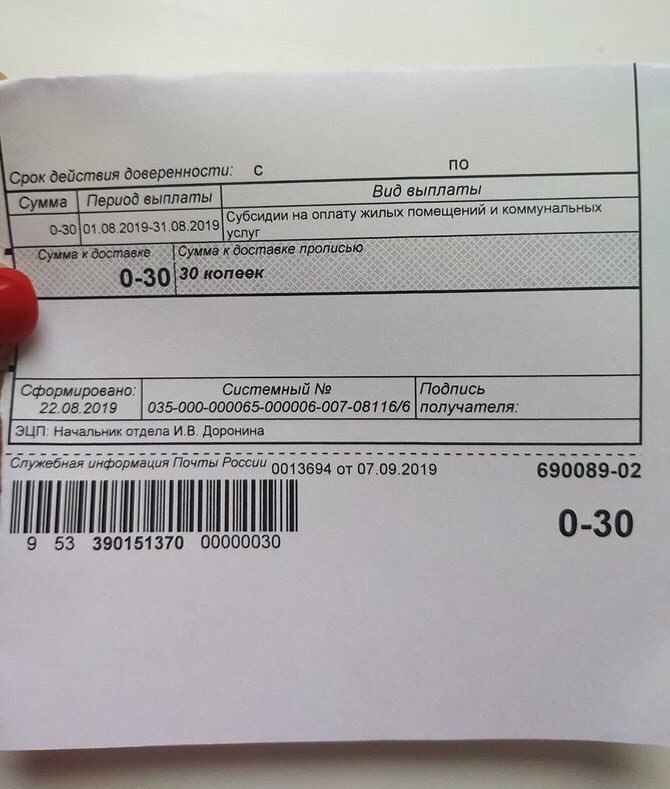 Срок действия доверенности: с по
Сумма Период выплаты Вид выплаты
0-30 01.08.2019-31.08.2019 Субсидии на оплату жилых помещений и коммунальных
услуг
Сумма к доставке Сумма к доставке прописью
0-30 30 копеек
Сформировано: Системный № Подпись
22.08.2019 035-000-000065-000006-007-08116/6 получателя:
ЭЦП: Начальник отдела И.В. Доронина
Служебная информация Почты России 0013694 от 07.09.2019 690089-02
0-30
9 53 390151370 00000030